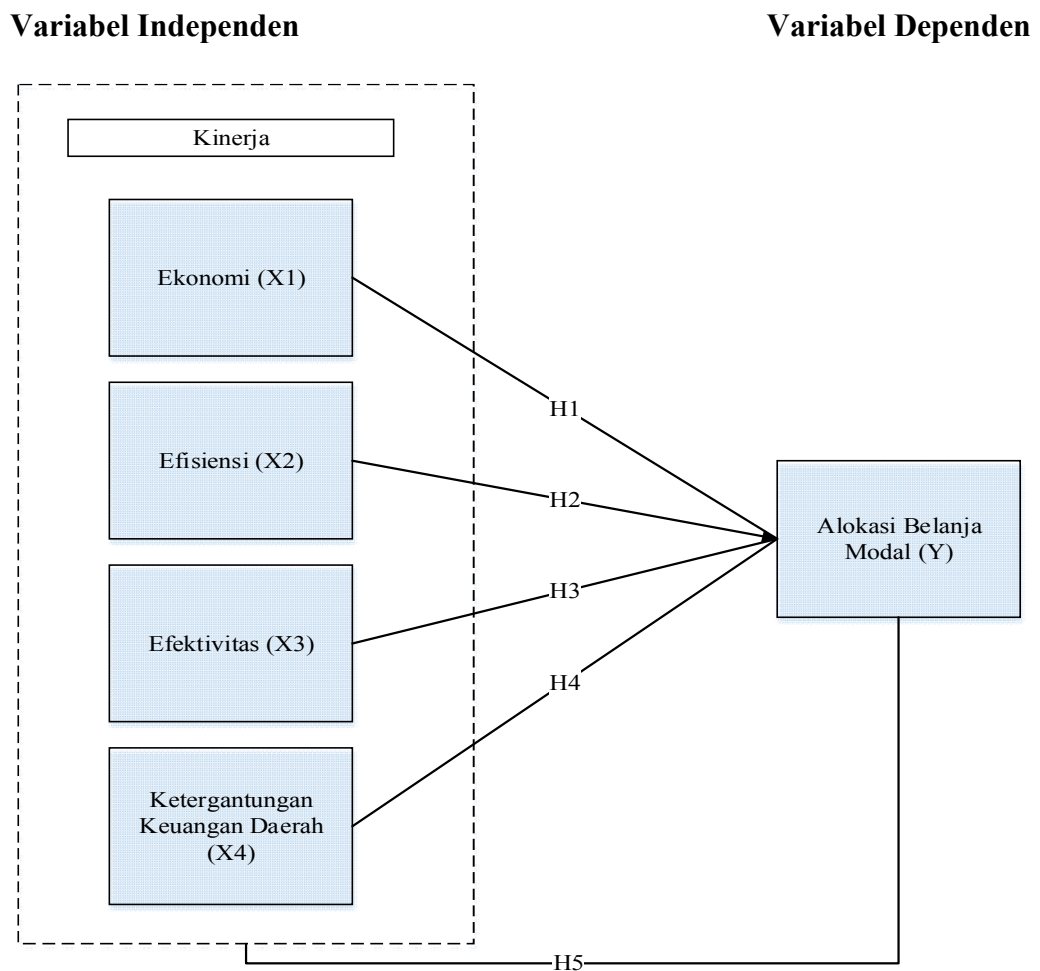 Variabel Independen
Variabel Dependen
Kinerja
Ekonomi (X1)
H1
Efisiensi (X2)
H2
Alokasi Belanja
Modal (Y)
H3
Efektivitas (X3)
H4
Ketergantungan
Keuangan Daerah
(X4)
H5